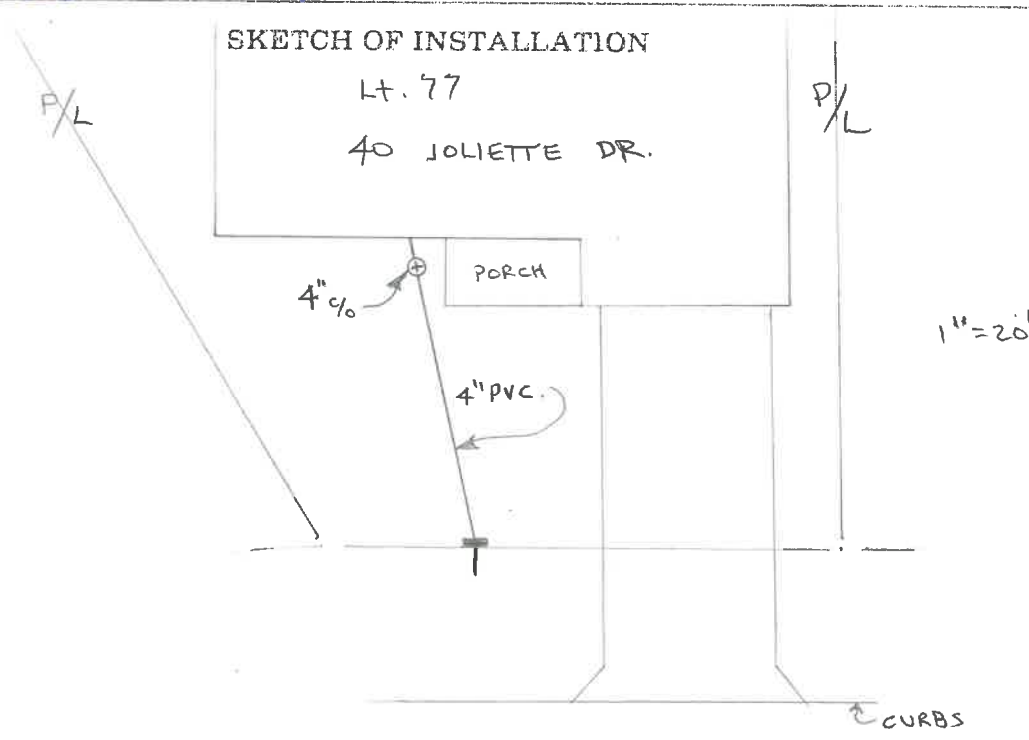 SKETCH OF INSTALLATION
Lt. 77
40 JOLIETTE DR.
P/L
P/L
4" c/o
PORCH
1" = 20'
4" PVC.
CURBS